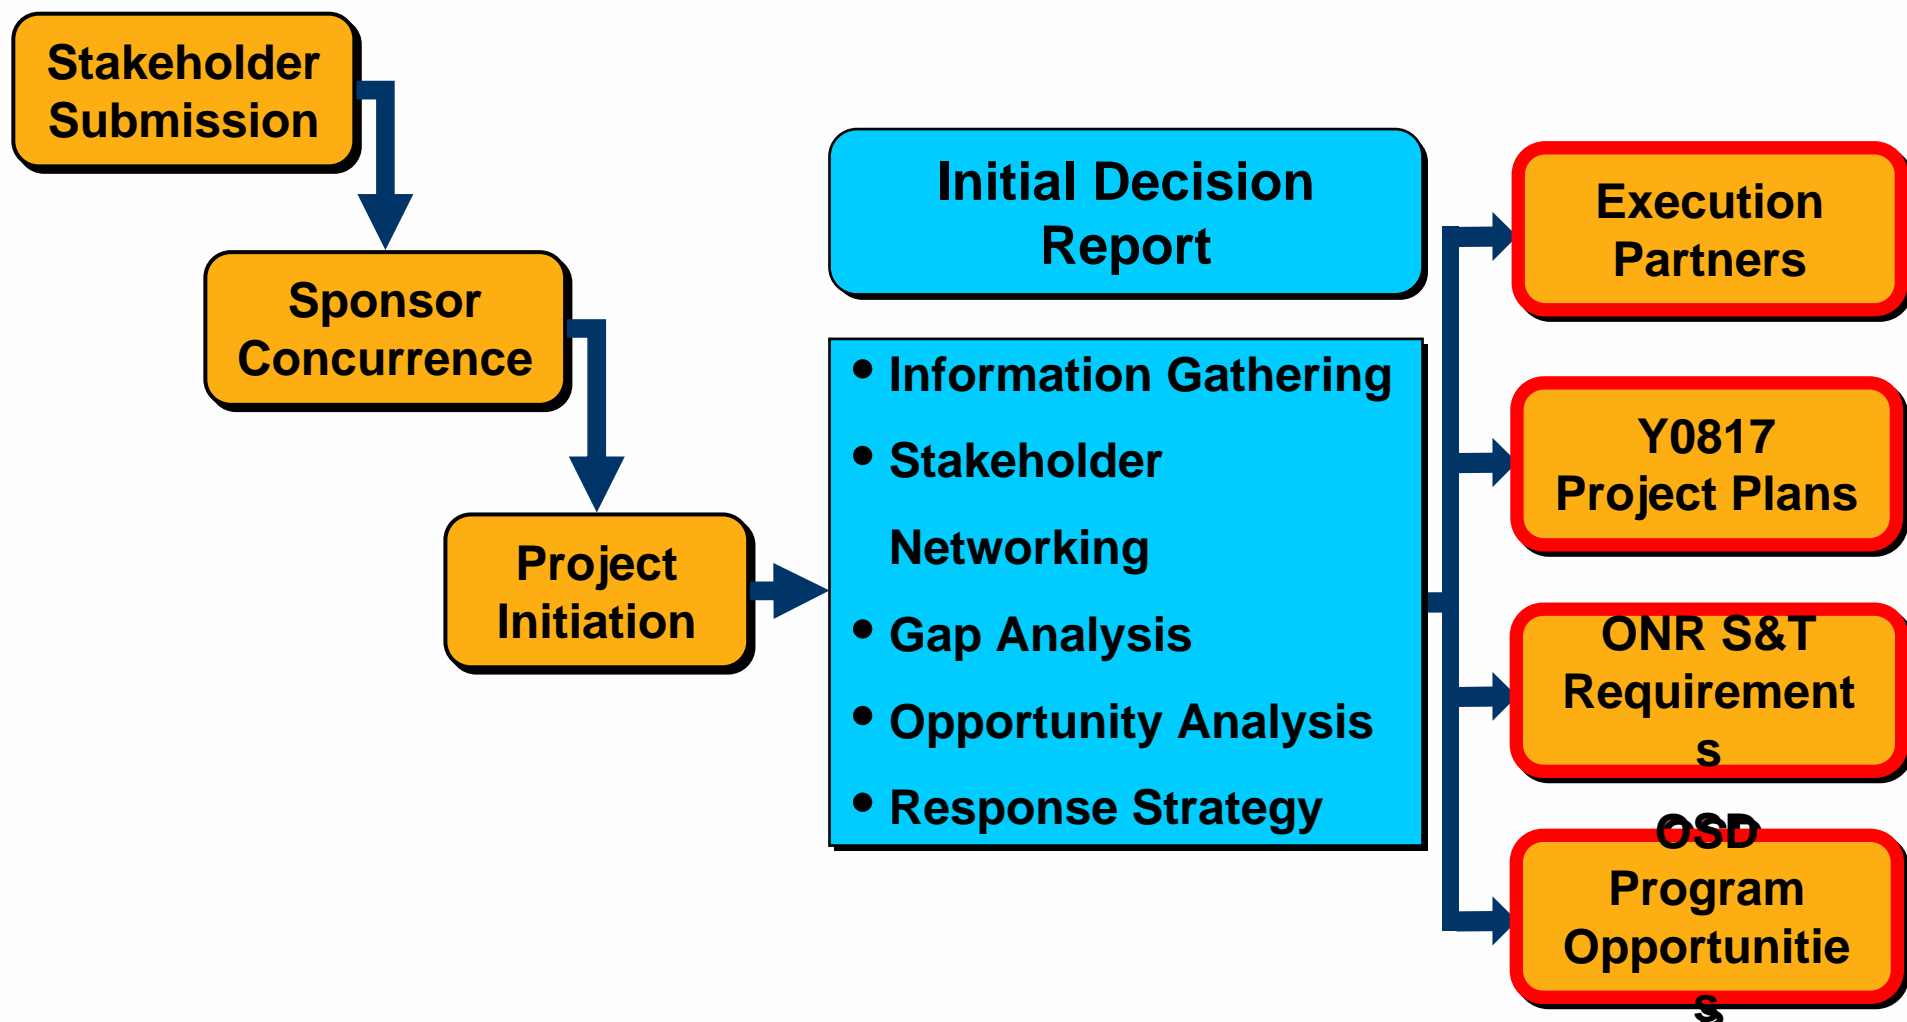 Stakeholder
Submission
Sponsor
Concurrence
Project
Initiation
Initial Decision
Report
• Information Gathering
• Stakeholder
Networking
• Gap Analysis
• Opportunity Analysis
• Response Strategy
Execution
Partners
Y0817
Project Plans
ONR S&T
Requirement
s
OSD
Program
Opportunitie
s